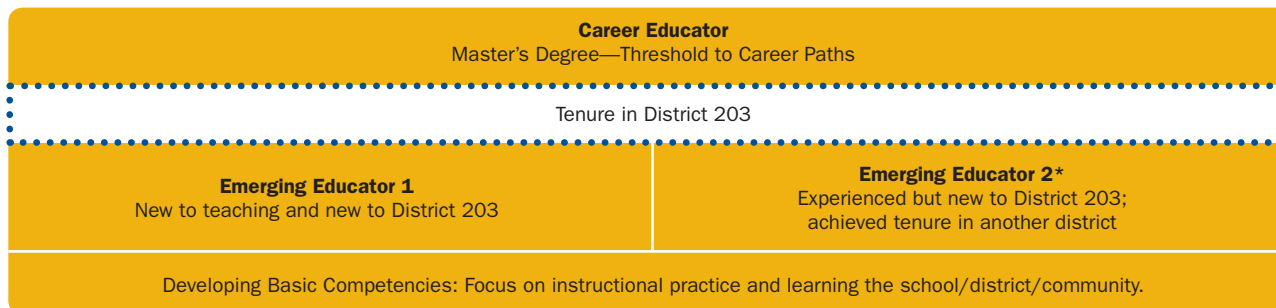 Career Educator
Master's Degree—Threshold to Career Paths
Tenure in District 203
Emerging Educator 1
New to teaching and new to District 203
Emerging Educator 2*
Experienced but new to District 203;
achieved tenure in another district
Developing Basic Competencies: Focus on instructional practice and learning the school/district/community.